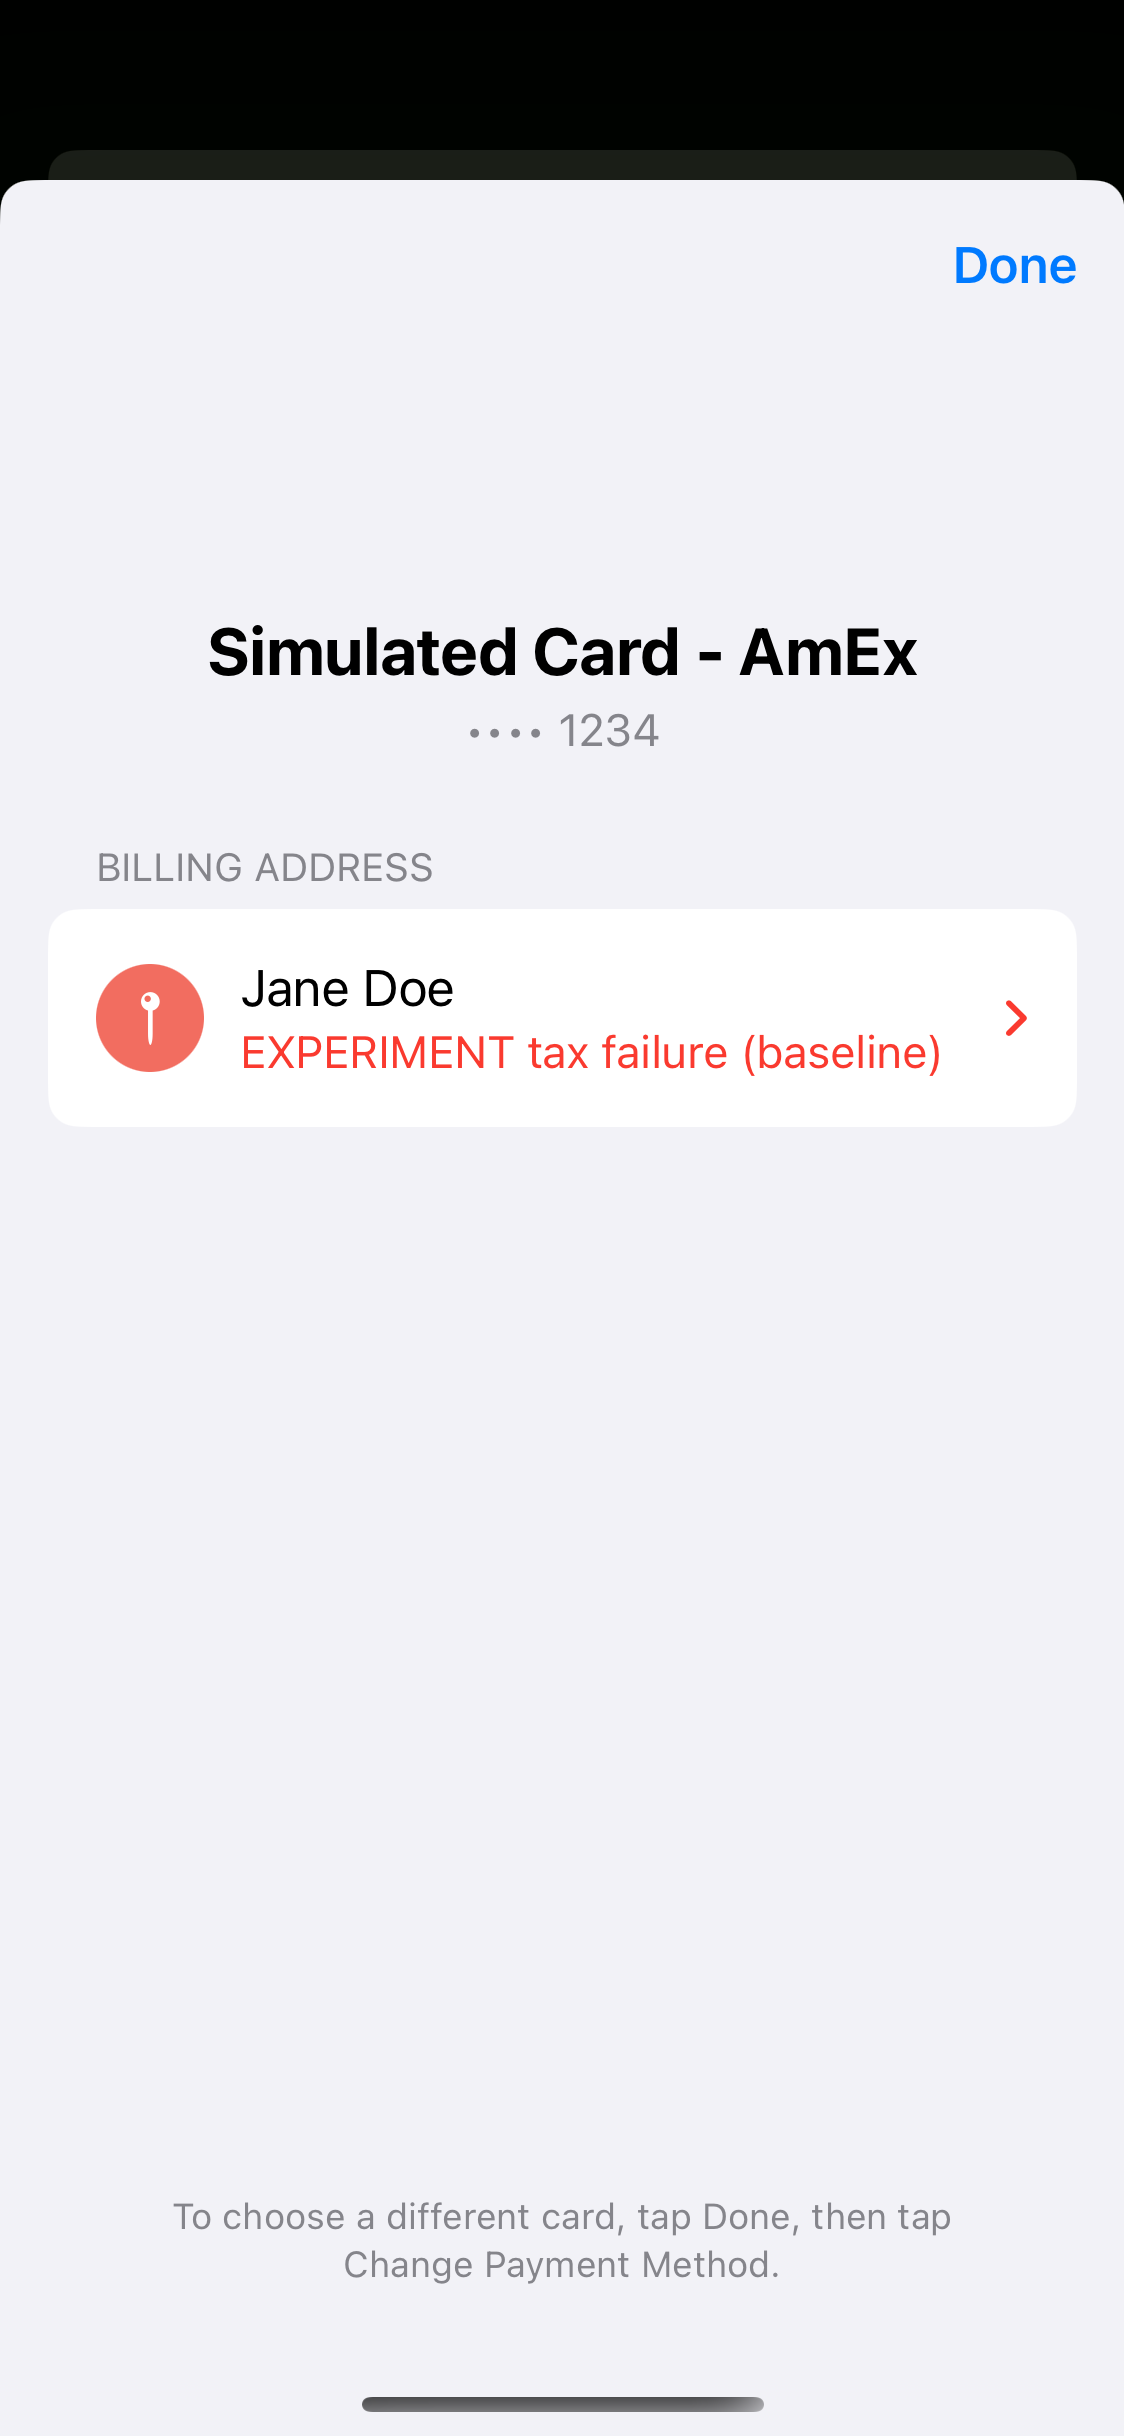 Done
Simulated Card - AmEx
•••• 1234
BILLING ADDRESS
Jane Doe
EXPERIMENT tax failure (baseline)
To choose a different card, tap Done, then tap
Change Payment Method.